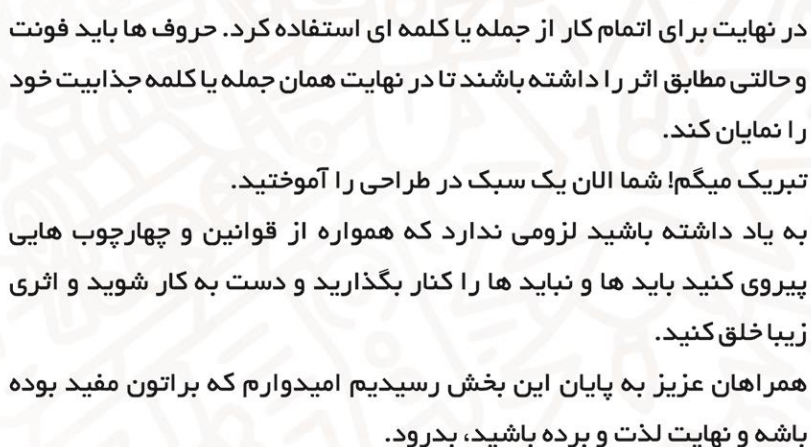 در نهایت برای اتمام کار از جمله یا کلمه ای استفاده کرد. حروف ها باید فونت
و حالتی مطابق اثر را داشته باشند تا در نهایت همان جمله یا کلمه جذابیت خود
را نمایان کند.
تبریک میگم! شما الان یک سبک در طراحی را آموختید.
به یاد داشته باشید لزومی ندارد که همواره از قوانین و چهارچوب هایی
پیروی کنید باید ها و نباید ها را کنار بگذارید و دست به کار شوید و اثری
زیبا خلق کنید.
همراهان عزیز به پایان این بخش رسیدیم امیدوارم که براتون مفید بوده
باشه و نهایت لذت و برده باشید، بدرود.